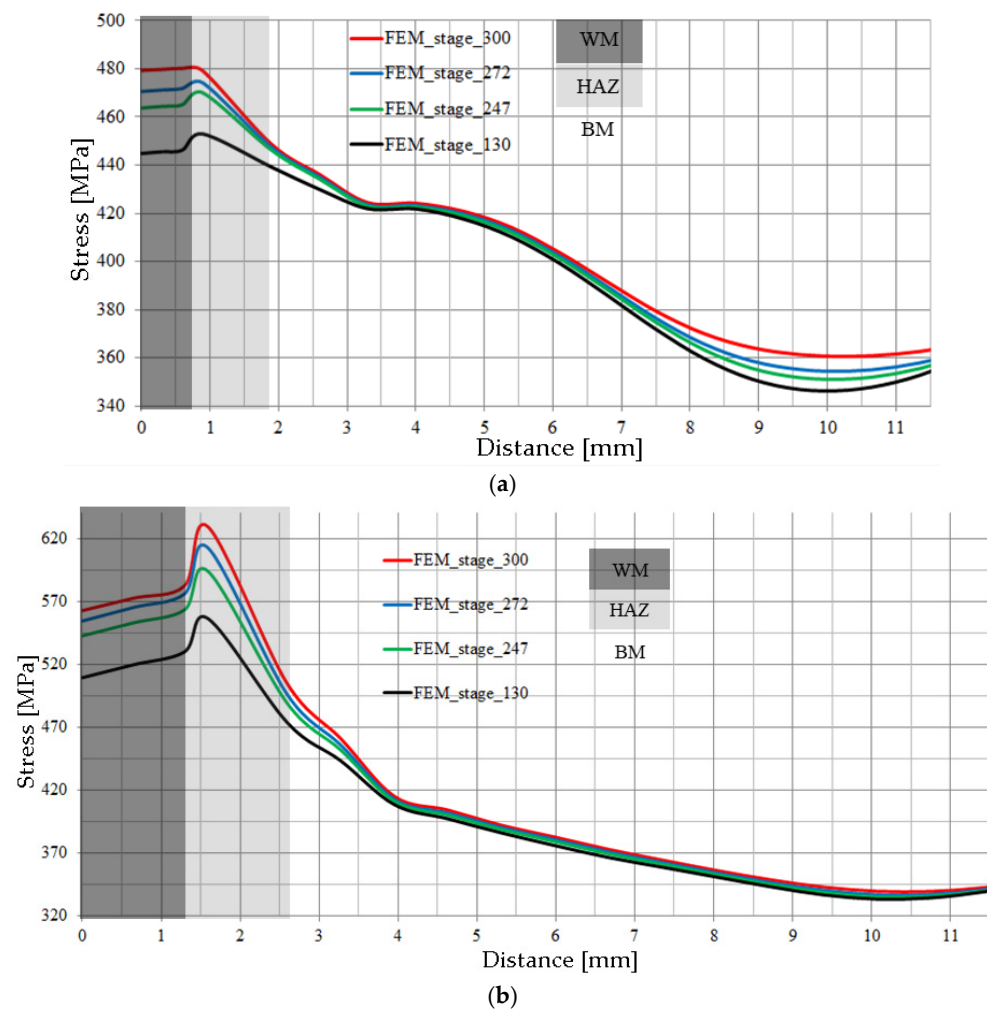 500
480
460
440
420
400
380
360
340
Stress [MPa]
FEM_stage_300
FEM_stage_272
FEM_stage_247
FEM_stage_130
WM
HAZ
BM
0 1 2 3 4 5 6 7 8 9 10 11
Distance [mm]
(a)
620
570
520
470
420
370
320
Stress [MPa]
FEM_stage_300
FEM_stage_272
FEM_stage_247
FEM_stage_130
WM
HAZ
BM
0 1 2 3 4 5 6 7 8 9 10 11
Distance [mm]
(b)